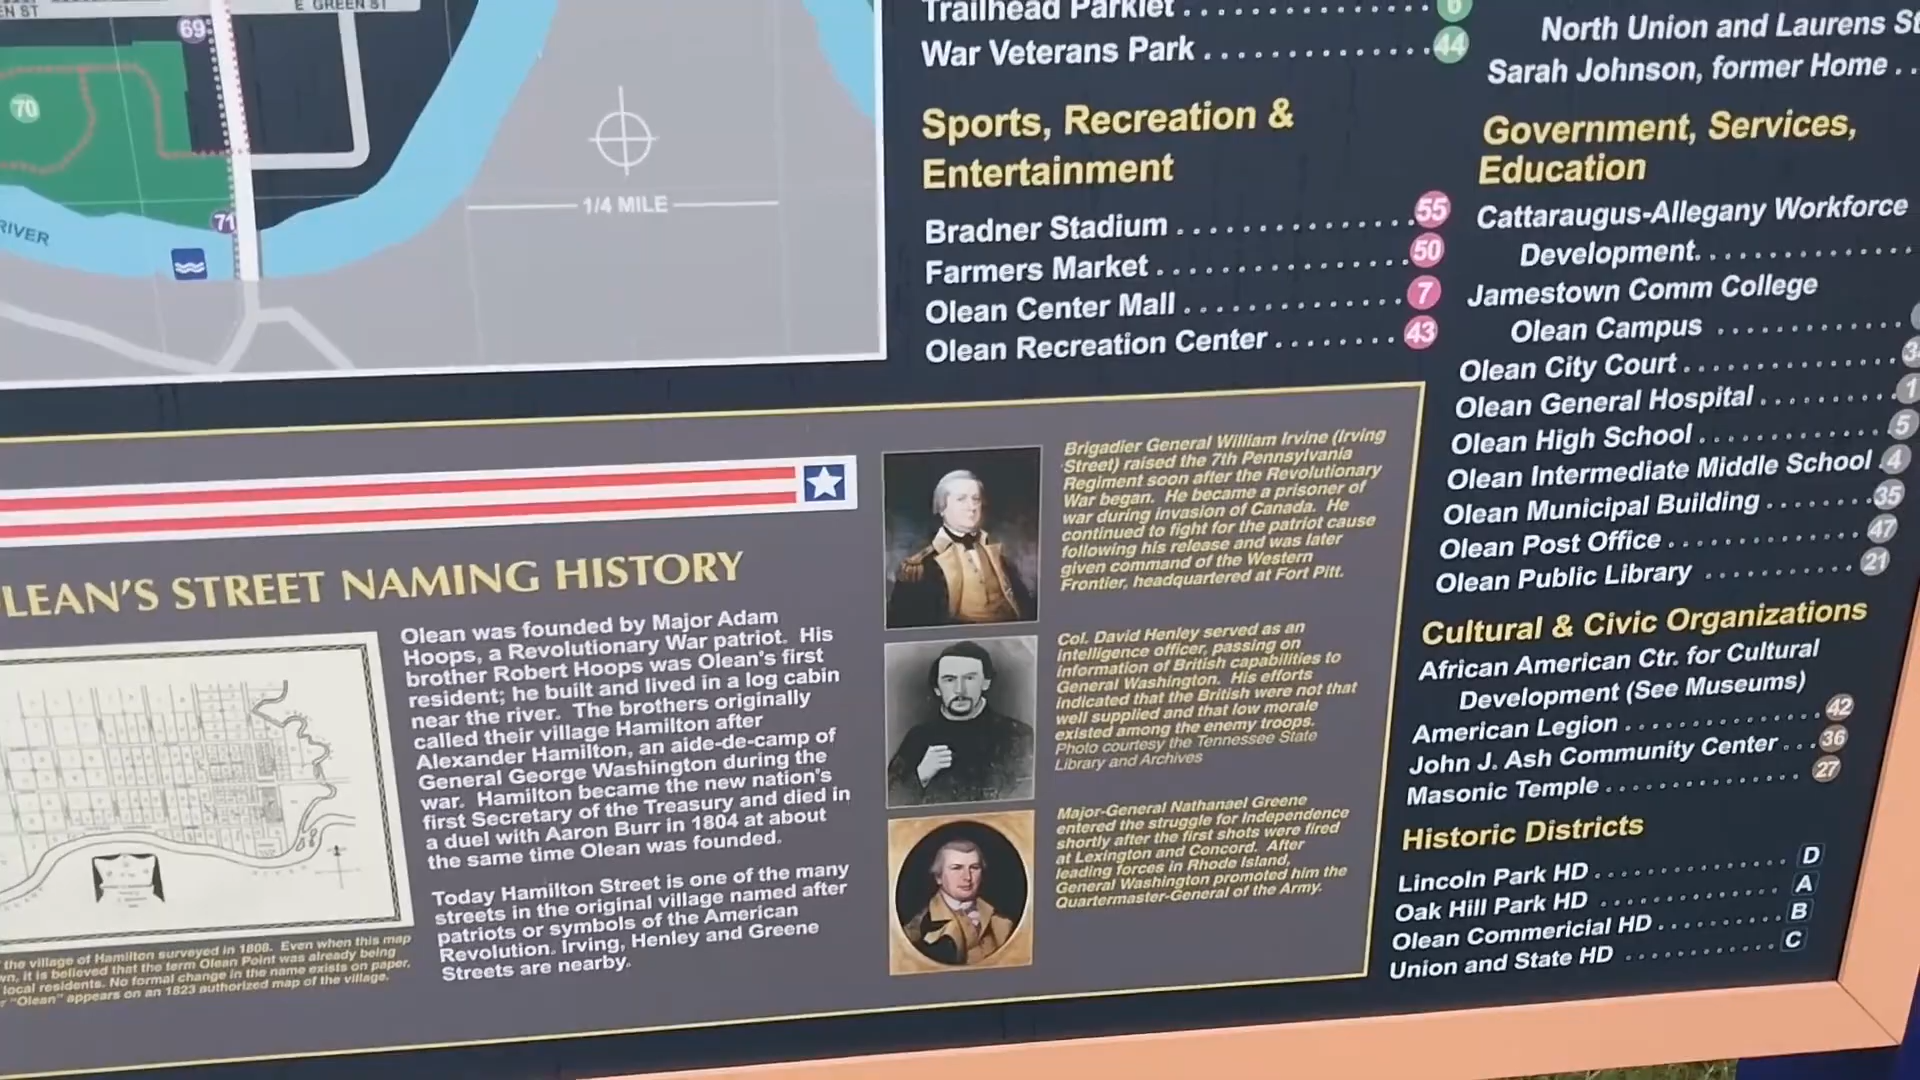 E GREEN ST
69
70
71
RIVER
1/4 MILE
Trailhead Parklet . . . . . . . . . . . . . . . 6
War Veterans Park . . . . . . . . . . . . . . 44
Sports, Recreation &
Entertainment
Bradner Stadium . . . . . . . . . . . . . . . 55
Farmers Market . . . . . . . . . . . . . . . . 50
Olean Center Mall . . . . . . . . . . . . . . 7
Olean Recreation Center . . . . . . . . 43
North Union and Laurens St
Sarah Johnson, former Home . .
Government, Services,
Education
Cattaraugus-Allegany Workforce
Development. . . . . . . . . . . . .
Jamestown Comm College
Olean Campus . . . . . . . . . . . .
Olean City Court . . . . . . . . . . . . . .
Olean General Hospital . . . . . . . . . . 1
Olean High School . . . . . . . . . . . . . 5
Olean Intermediate Middle School . 4
Olean Municipal Building . . . . . . . 35
Olean Post Office . . . . . . . . . . . . . 47
Olean Public Library . . . . . . . . . . 21
Cultural & Civic Organizations
African American Ctr. for Cultural
Development (See Museums)
American Legion . . . . . . . . . . . . . 42
John J. Ash Community Center . . . 36
Masonic Temple . . . . . . . . . . . . . 27
Historic Districts
Lincoln Park HD . . . . . . . . . . . . . D
Oak Hill Park HD . . . . . . . . . . . . A
Olean Commericial HD . . . . . . . . . B
Union and State HD . . . . . . . . . . C
LEAN'S STREET NAMING HISTORY
Olean was founded by Major Adam
Hoops, a Revolutionary War patriot. His
brother Robert Hoops was Olean's first
resident; he built and lived in a log cabin
near the river. The brothers originally
called their village Hamilton after
Alexander Hamilton, an aide-de-camp of
General George Washington during the
war. Hamilton became the new nation's
first Secretary of the Treasury and died in
a duel with Aaron Burr in 1804 at about
the same time Olean was founded.
Today Hamilton Street is one of the many
streets in the original village named after
patriots or symbols of the American
Revolution. Irving, Henley and Greene
Streets are nearby.
the village of Hamilton surveyed in 1808. Even when this map
wn, it is believed that the term Olean Point was already being
local residents. No formal change in the name exists on paper,
r "Olean" appears on an 1823 authorized map of the village.
Brigadier General William Irvine (Irving
Street) raised the 7th Pennsylvania
Regiment soon after the Revolutionary
War began. He became a prisoner of
war during invasion of Canada. He
continued to fight for the patriot cause
following his release and was later
given command of the Western
Frontier, headquartered at Fort Pitt.
Col. David Henley served as an
intelligence officer, passing on
information of British capabilities to
General Washington. His efforts
indicated that the British were not that
well supplied and that low morale
existed among the enemy troops.
Photo courtesy the Tennessee State
Library and Archives
Major-General Nathanael Greene
entered the struggle for Independence
shortly after the first shots were fired
at Lexington and Concord. After
leading forces in Rhode Island,
General Washington promoted him the
Quartermaster-General of the Army.